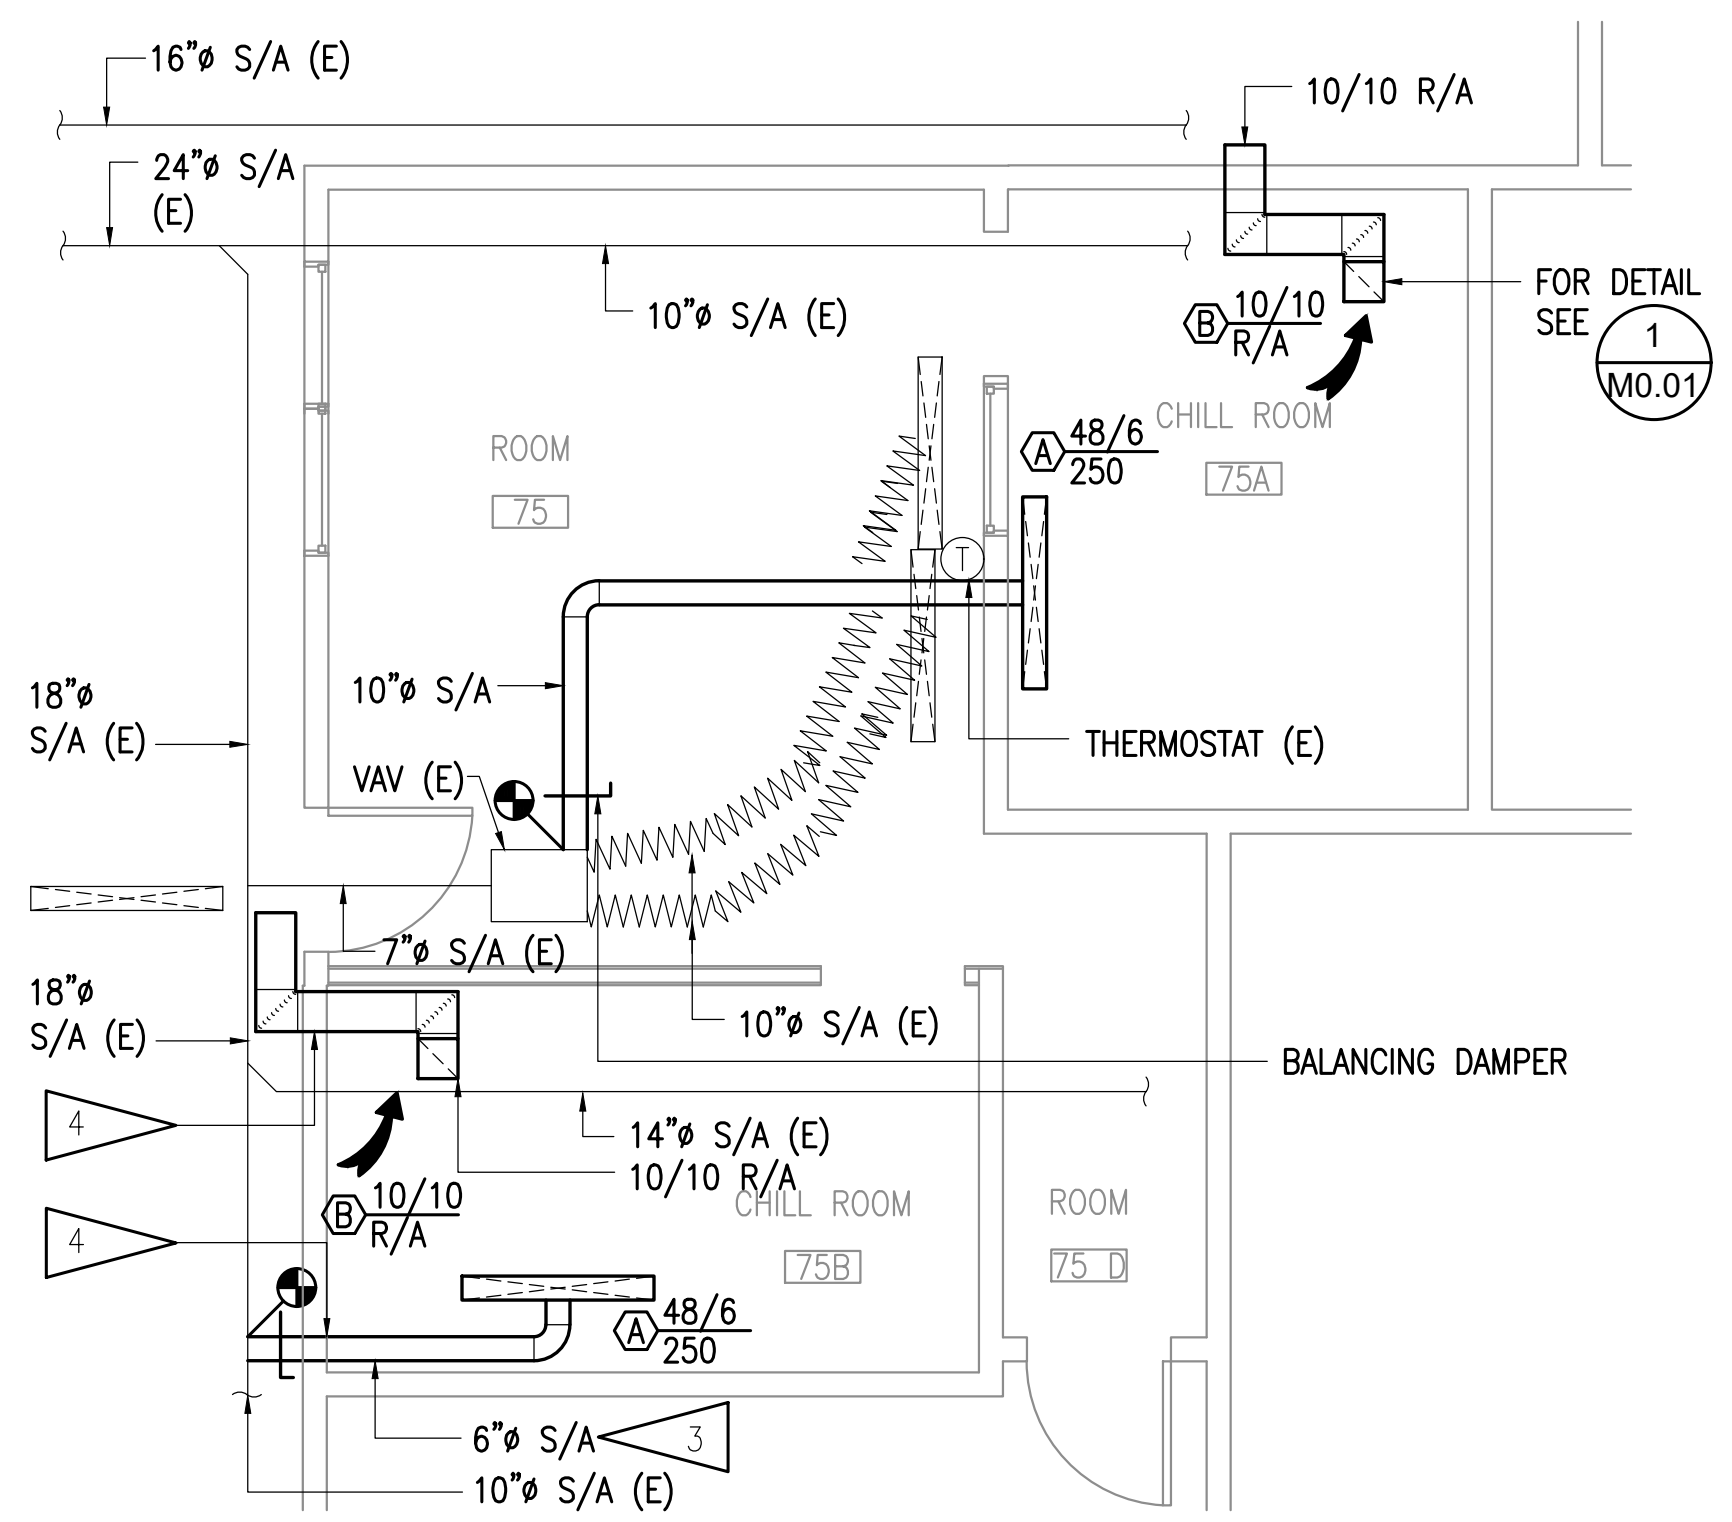 16"ø S/A (E)
10/10 R/A
24"ø S/A
(E)
10"ø S/A (E)
FOR DETAIL
SEE
1
M0.01
B
10/10
R/A
CHILL ROOM
75A
ROOM
75
A
48/6
250
T
10"ø S/A
18"ø
S/A (E)
THERMOSTAT (E)
VAV (E)
7"ø S/A (E)
18"ø
S/A (E)
10"ø S/A (E)
BALANCING DAMPER
4
14"ø S/A (E)
10/10 R/A
B
10/10
R/A
CHILL ROOM
75B
ROOM
75 D
4
A
48/6
250
6"ø S/A
3
10"ø S/A (E)